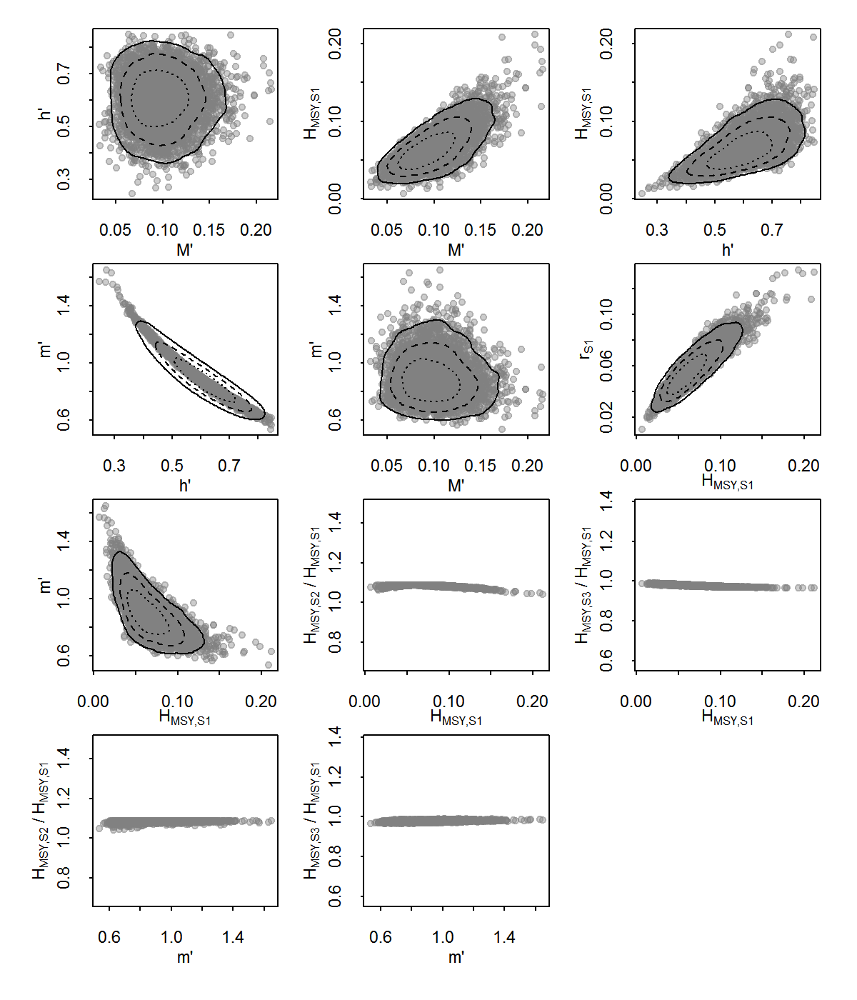 0.3 0.5 0.7
h'
0.05 0.10 0.15 0.20
M'
0.00 0.10 0.20
H_MSY,S1
0.05 0.10 0.15 0.20
M'
0.00 0.10 0.20
H_MSY,S1
0.3 0.5 0.7
h'
0.6 1.0 1.4
m'
0.3 0.5 0.7
h'
0.6 1.0 1.4
m'
0.05 0.10 0.15 0.20
M'
0.02 0.06 0.10
r_S1
0.00 0.10 0.20
H_MSY,S1
0.6 1.0 1.4
m'
0.00 0.10 0.20
H_MSY,S1
0.8 1.0 1.2 1.4
H_MSY,S2 / H_MSY,S1
0.00 0.10 0.20
H_MSY,S1
0.6 0.8 1.0 1.2 1.4
H_MSY,S3 / H_MSY,S1
0.00 0.10 0.20
H_MSY,S1
0.8 1.0 1.2 1.4
H_MSY,S2 / H_MSY,S1
0.6 1.0 1.4
m'
0.6 0.8 1.0 1.2 1.4
H_MSY,S3 / H_MSY,S1
0.6 1.0 1.4
m'